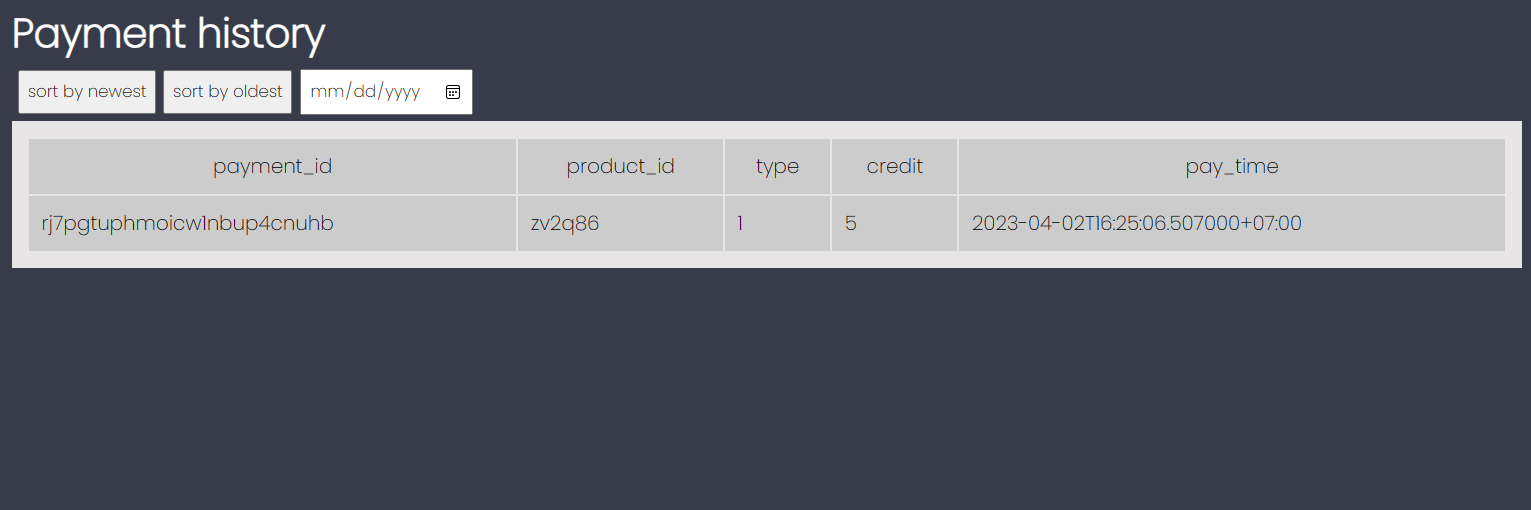 Payment history
sort by newest sort by oldest mm/dd/yyyy
payment_id product_id type credit pay_time
rj7pgtuphmoicw1nbup4cnuhb zv2q86 1 5 2023-04-02T16:25:06.507000+07:00